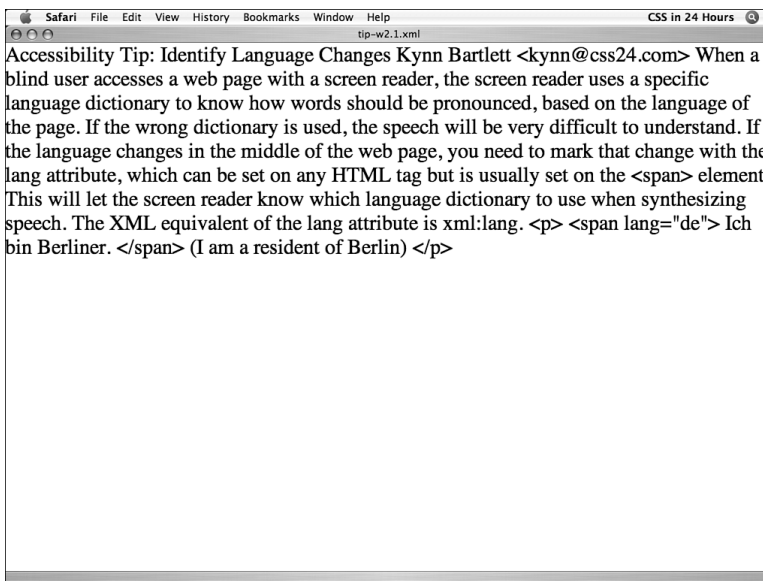 Safari File Edit View History Bookmarks Window Help CSS in 24 Hours
tip-w2.1.xml
Accessibility Tip: Identify Language Changes Kynn Bartlett <kynn@css24.com> When a
blind user accesses a web page with a screen reader, the screen reader uses a specific
language dictionary to know how words should be pronounced, based on the language of
the page. If the wrong dictionary is used, the speech will be very difficult to understand. If
the language changes in the middle of the web page, you need to mark that change with the
lang attribute, which can be set on any HTML tag but is usually set on the <span> element
This will let the screen reader know which language dictionary to use when synthesizing
speech. The XML equivalent of the lang attribute is xml:lang. <p> <span lang="de"> Ich
bin Berliner. </span> (I am a resident of Berlin) </p>